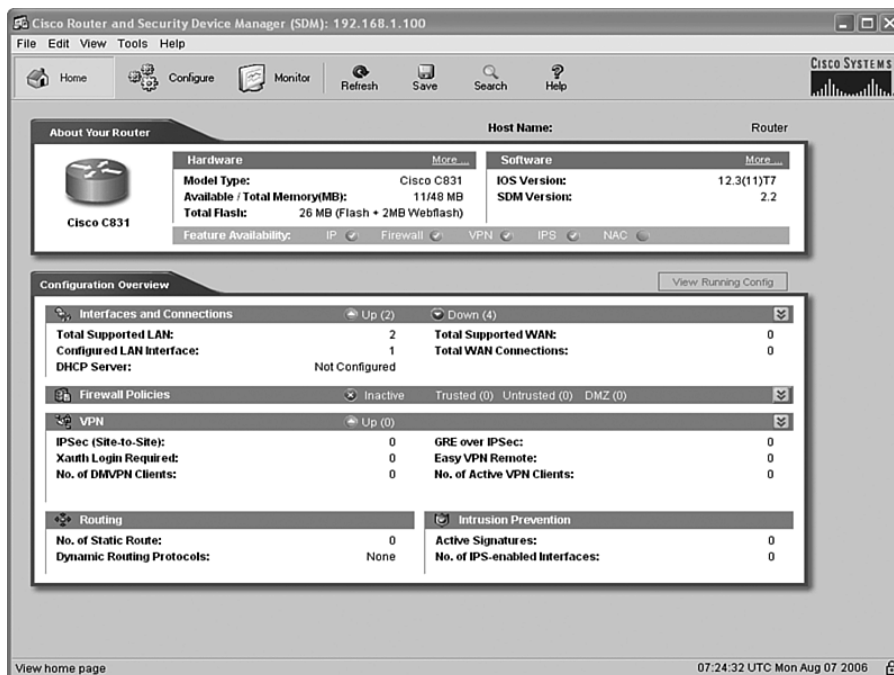 Cisco Router and Security Device Manager (SDM): 192.168.1.100
File Edit View Tools Help
Home Configure Monitor Refresh Save Search Help
CISCO SYSTEMS
About Your Router
Host Name: Router
Cisco C831
Hardware More ...
Model Type: Cisco C831
Available / Total Memory(MB): 11/48 MB
Total Flash: 26 MB (Flash + 2MB Webflash)
Software More ...
IOS Version: 12.3(11)T7
SDM Version: 2.2
Feature Availability: IP Firewall VPN IPS NAC
Configuration Overview
View Running Config
Interfaces and Connections Up (2) Down (4)
Total Supported LAN: 2 Total Supported WAN: 0
Configured LAN Interface: 1 Total WAN Connections: 0
DHCP Server: Not Configured
Firewall Policies Inactive Trusted (0) Untrusted (0) DMZ (0)
VPN Up (0)
IPSec (Site-to-Site): 0 GRE over IPSec: 0
Xauth Login Required: 0 Easy VPN Remote: 0
No. of DMVPN Clients: 0 No. of Active VPN Clients: 0
Routing
No. of Static Route: 0
Dynamic Routing Protocols: None
Intrusion Prevention
Active Signatures: 0
No. of IPS-enabled Interfaces: 0
View home page
07:24:32 UTC Mon Aug 07 2006